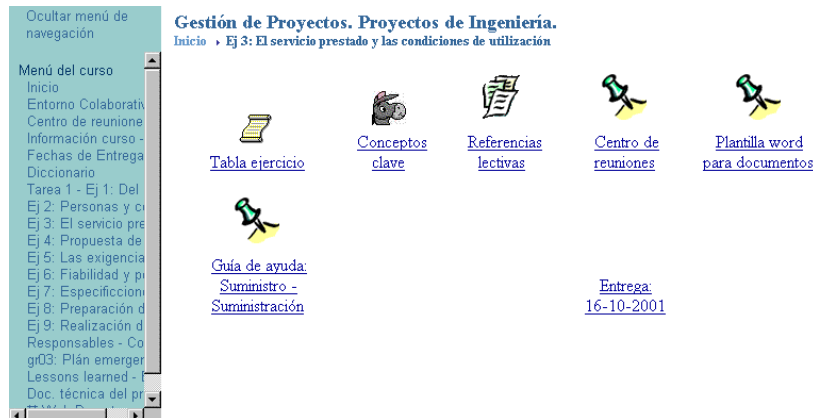 Ocultar menú de
navegación
Menú del curso
Inicio
Entorno Colaborativ
Centro de reunione
Información curso -
Fechas de Entrega
Diccionario
Tarea 1 - Ej 1: Del
Ej 2: Personas y c
Ej 3: El servicio pre
Ej 4: Propuesta de
Ej 5: Las exigencia
Ej 6: Fiabilidad y p
Ej 7: Especificcion
Ej 8: Preparación d
Ej 9: Realización d
Responsables - Co
gr03: Plán emerger
Lessons learned -
Doc. técnica del pr
Gestión de Proyectos. Proyectos de Ingeniería.
Inicio › Ej 3: El servicio prestado y las condiciones de utilización
Tabla ejercicio
Conceptos
clave
Referencias
lectivas
Centro de
reuniones
Plantilla word
para documentos
Guía de ayuda:
Suministro -
Suministración
Entrega:
16-10-2001